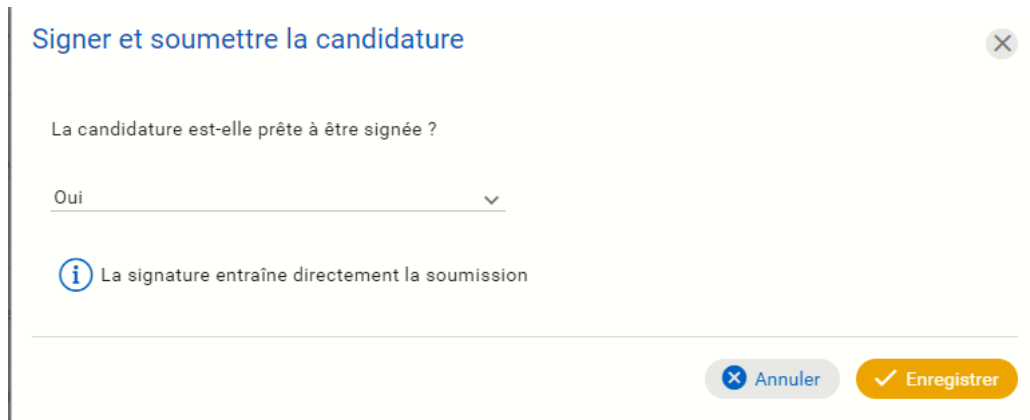 Signer et soumettre la candidature
La candidature est-elle prête à être signée ?
Oui
La signature entraîne directement la soumission
Annuler
Enregistrer